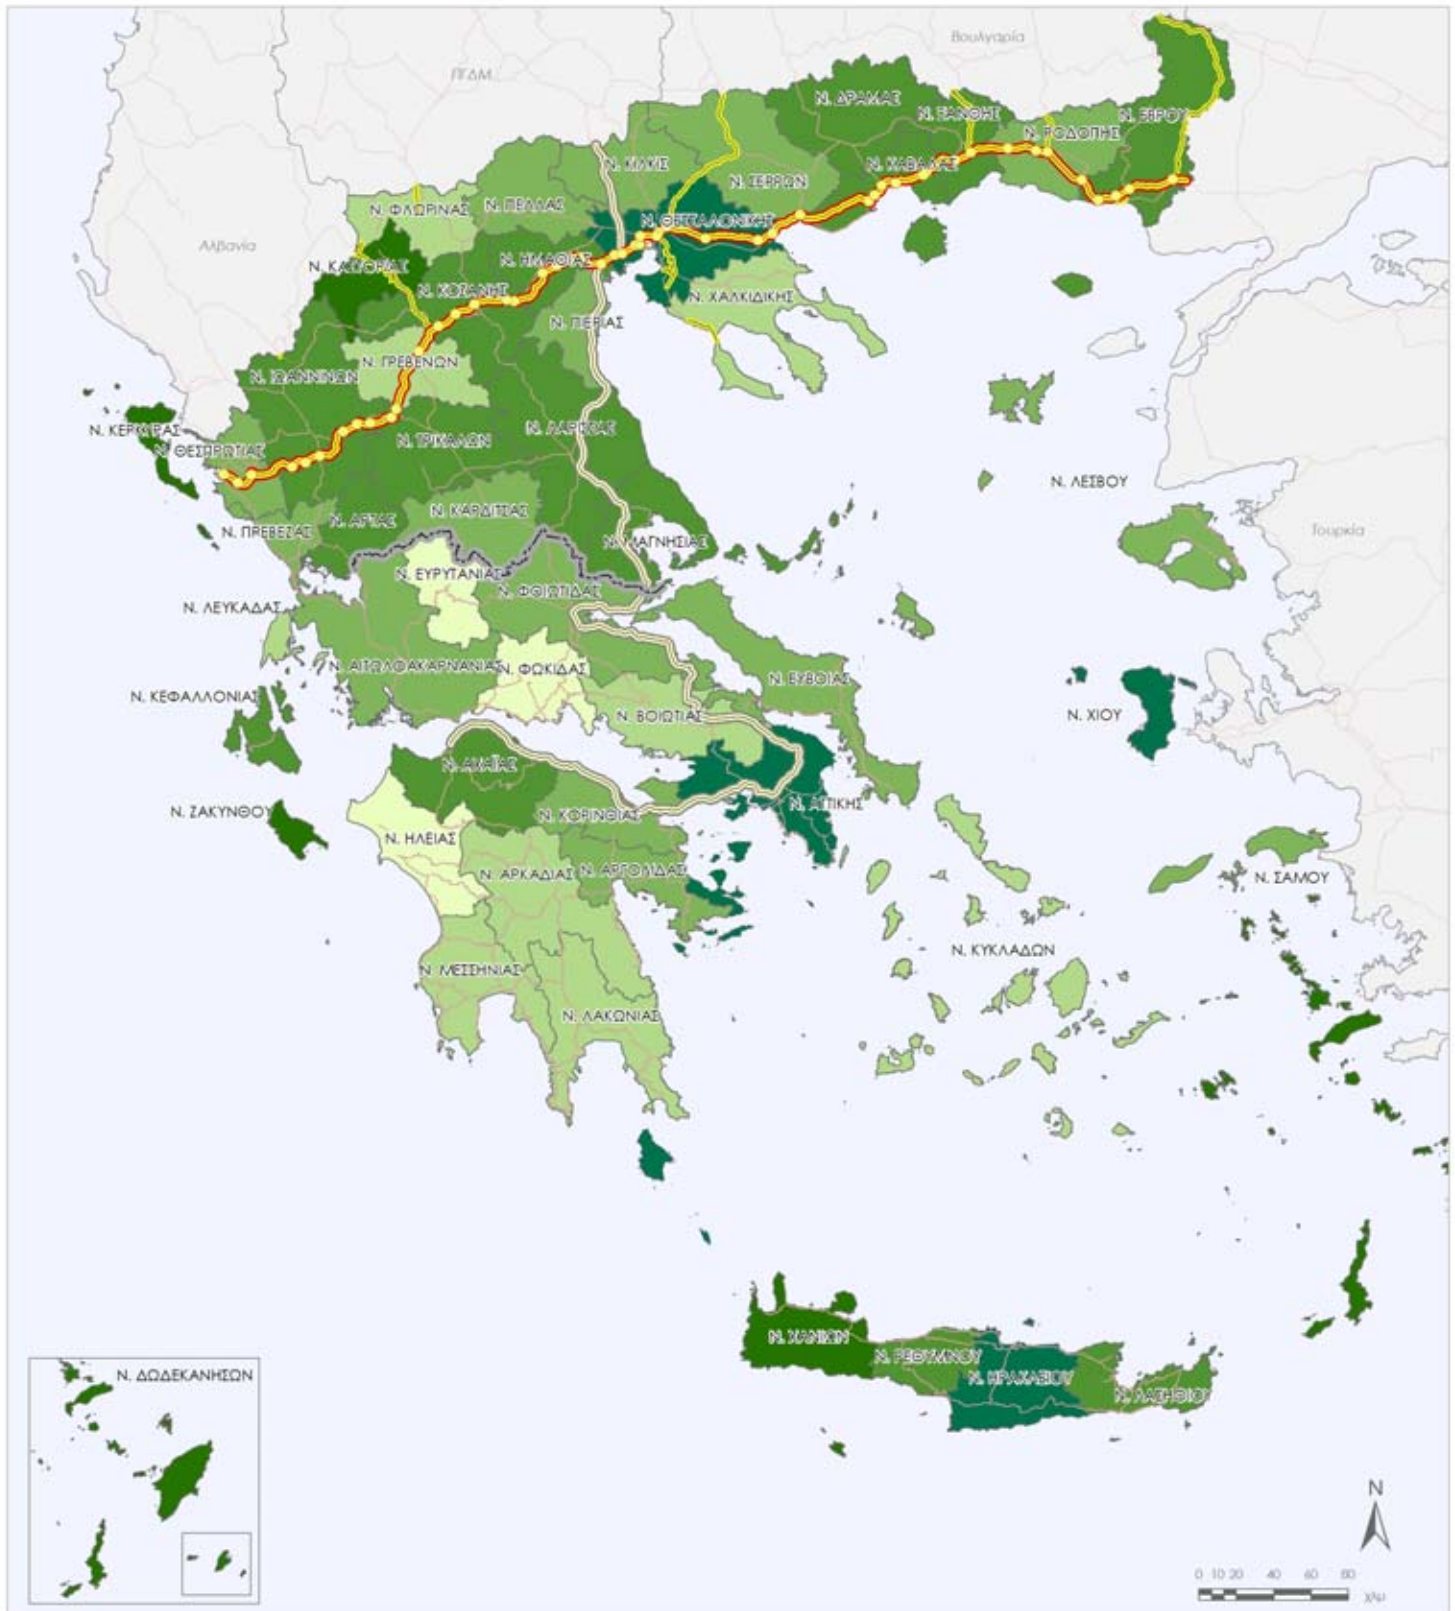 Βουλγαρία
ΠΓΔΜ
Ν. ΔΡΑΜΑΣ
Ν. ΞΑΝΘΗΣ
Ν. ΕΒΡΟΥ
Ν. ΡΟΔΟΠΗΣ
Ν. ΚΙΛΚΙΣ
Ν. ΚΑΒΑΛΑΣ
Ν. ΣΕΡΡΩΝ
Ν. ΠΕΛΛΑΣ
Ν. ΦΛΩΡΙΝΑΣ
Ν. ΘΕΣΣΑΛΟΝΙΚΗΣ
Αλβανία
Ν. ΗΜΑΘΙΑΣ
Ν. ΚΑΣΤΟΡΙΑΣ
Ν. ΚΟΖΑΝΗΣ
Ν. ΧΑΛΚΙΔΙΚΗΣ
Ν. ΠΙΕΡΙΑΣ
Ν. ΓΡΕΒΕΝΩΝ
Ν. ΙΩΑΝΝΙΝΩΝ
Ν. ΚΕΡΚΥΡΑΣ
Ν. ΛΑΡΙΣΑΣ
Ν. ΤΡΙΚΑΛΩΝ
Ν. ΘΕΣΠΡΩΤΙΑΣ
Ν. ΛΕΣΒΟΥ
Ν. ΚΑΡΔΙΤΣΑΣ
Ν. ΑΡΤΑΣ
Ν. ΠΡΕΒΕΖΑΣ
Τουρκία
Ν. ΜΑΓΝΗΣΙΑΣ
Ν. ΕΥΡΥΤΑΝΙΑΣ
Ν. ΦΘΙΩΤΙΔΑΣ
Ν. ΛΕΥΚΑΔΑΣ
Ν. ΑΙΤΩΛΟΑΚΑΡΝΑΝΙΑΣ
Ν. ΦΩΚΙΔΑΣ
Ν. ΕΥΒΟΙΑΣ
Ν. ΚΕΦΑΛΛΟΝΙΑΣ
Ν. ΒΟΙΩΤΙΑΣ
Ν. ΧΙΟΥ
Ν. ΑΧΑΪΑΣ
Ν. ΑΤΤΙΚΗΣ
Ν. ΖΑΚΥΝΘΟΥ
Ν. ΚΟΡΙΝΘΙΑΣ
Ν. ΗΛΕΙΑΣ
Ν. ΑΡΚΑΔΙΑΣ
Ν. ΑΡΓΟΛΙΔΑΣ
Ν. ΣΑΜΟΥ
Ν. ΚΥΚΛΑΔΩΝ
Ν. ΜΕΣΣΗΝΙΑΣ
Ν. ΛΑΚΩΝΙΑΣ
Ν. ΧΑΝΙΩΝ
Ν. ΡΕΘΥΜΝΟΥ
Ν. ΗΡΑΚΛΕΙΟΥ
Ν. ΛΑΣΗΘΙΟΥ
Ν. ΔΩΔΕΚΑΝΗΣΩΝ
N
0 10 20 40 60 80
Χλμ